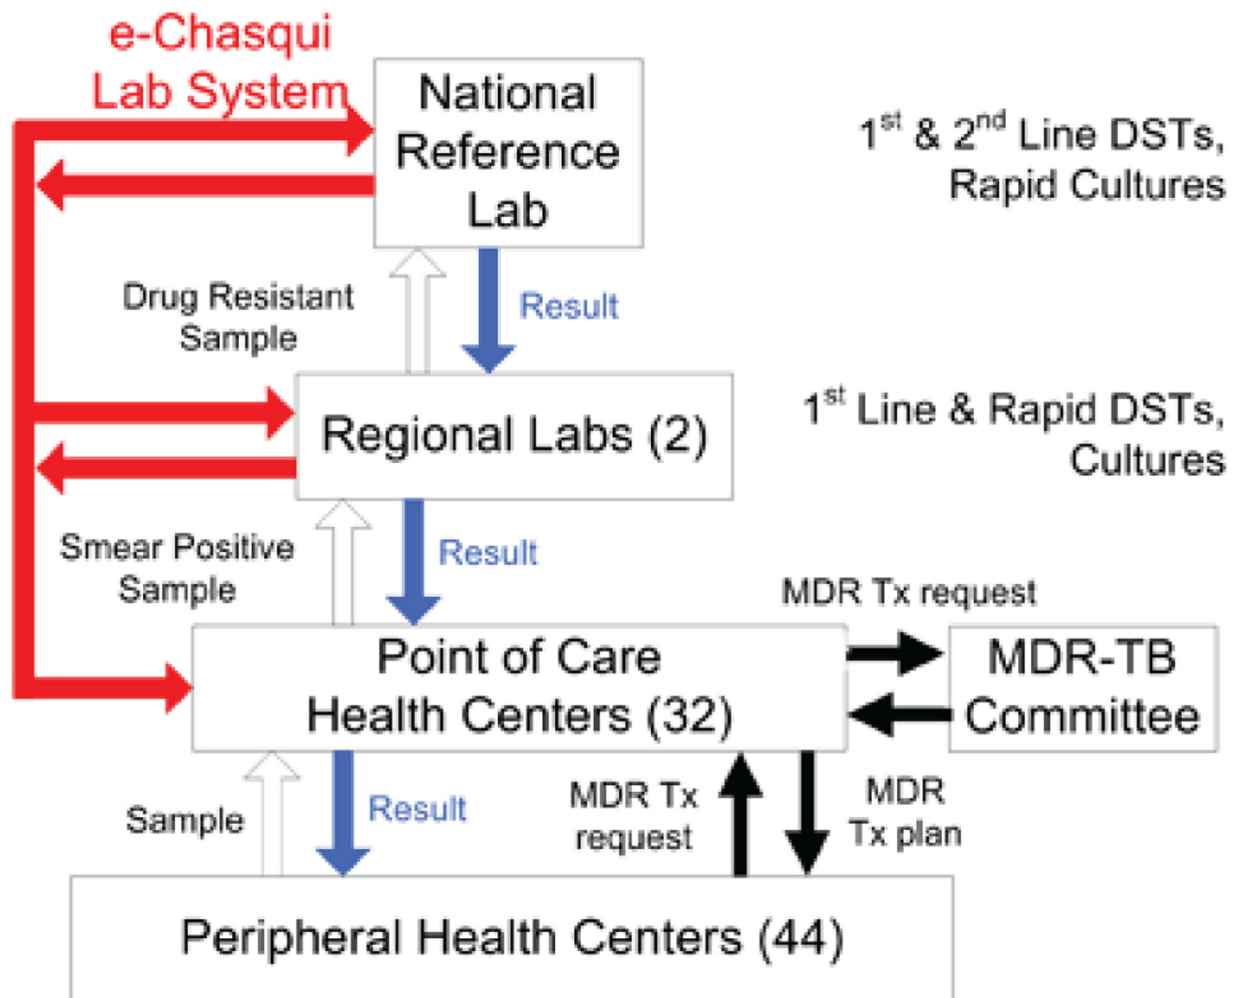 e-Chasqui
Lab System
National
Reference
Lab
1st & 2nd Line DSTs,
Rapid Cultures
Drug Resistant
Sample
Result
Regional Labs (2)
1st Line & Rapid DSTs,
Cultures
Smear Positive
Sample
Result
MDR Tx request
Point of Care
Health Centers (32)
MDR-TB
Committee
Sample
Result
MDR Tx
request
MDR
Tx plan
Peripheral Health Centers (44)